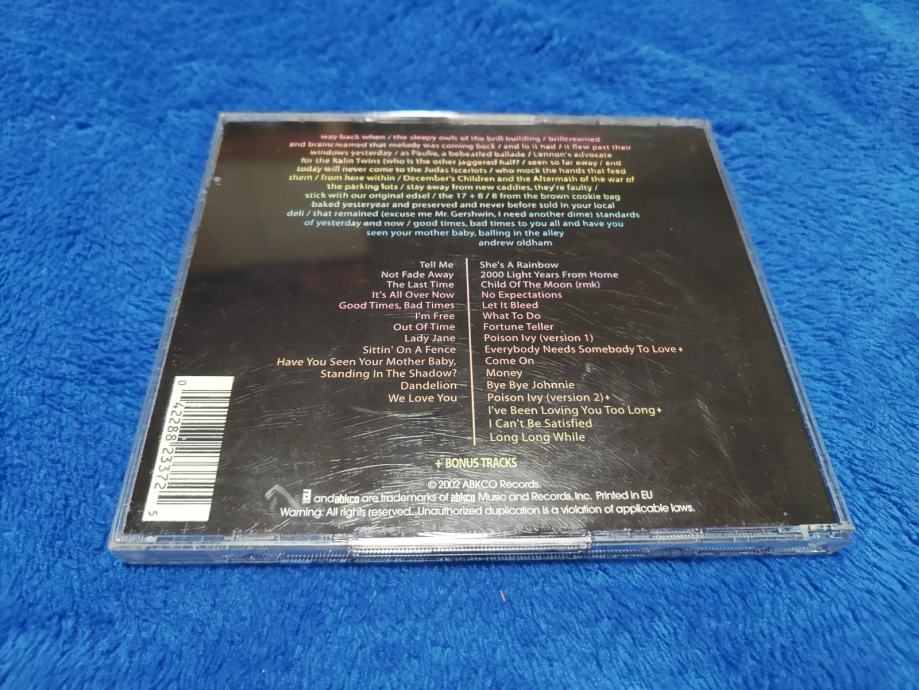 way back when / the sleepy owls of the brill building / brillcreamed
and braincreamed that melody was coming back / and lo it had / it flew past their
windows yesterday / as Paulie, a bebeatled ballade / Lennon's advocate
for the Kalin Twins (who is the other jaggered half? / seen so far away / and
today will never come to the Judas Iscariots / who mock the hands that feed
them / from here within / December's Children and the Aftermath of the war of
the parking lots / stay away from new caddies, they're faulty /
stick with our original edsel / the 17 + 8 / 8 from the brown cookie bag
baked yesteryear and preserved and never before sold in your local
deli / that remained (excuse me Mr. Gershwin, I need another dime) standards
of yesterday and now / good times, bad times to you all and have you
seen your mother baby, balling in the alley
andrew oldham
Tell Me
Not Fade Away
The Last Time
It's All Over Now
Good Times, Bad Times
I'm Free
Out Of Time
Lady Jane
Sittin' On A Fence
Have You Seen Your Mother Baby,
Standing In The Shadow?
Dandelion
We Love You
She's A Rainbow
2000 Light Years From Home
Child Of The Moon (rmk)
No Expectations
Let It Bleed
What To Do
Fortune Teller
Poison Ivy (version 1)
Everybody Needs Somebody To Love+
Come On
Money
Bye Bye Johnnie
Poison Ivy (version 2)+
I've Been Loving You Too Long+
I Can't Be Satisfied
Long Long While
+ BONUS TRACKS
© 2002 ABKCO Records.
a and abkco are trademarks of abkco Music and Records, Inc. Printed in EU
Warning: All rights reserved. Unauthorized duplication is a violation of applicable laws.
0 42288 23372 5